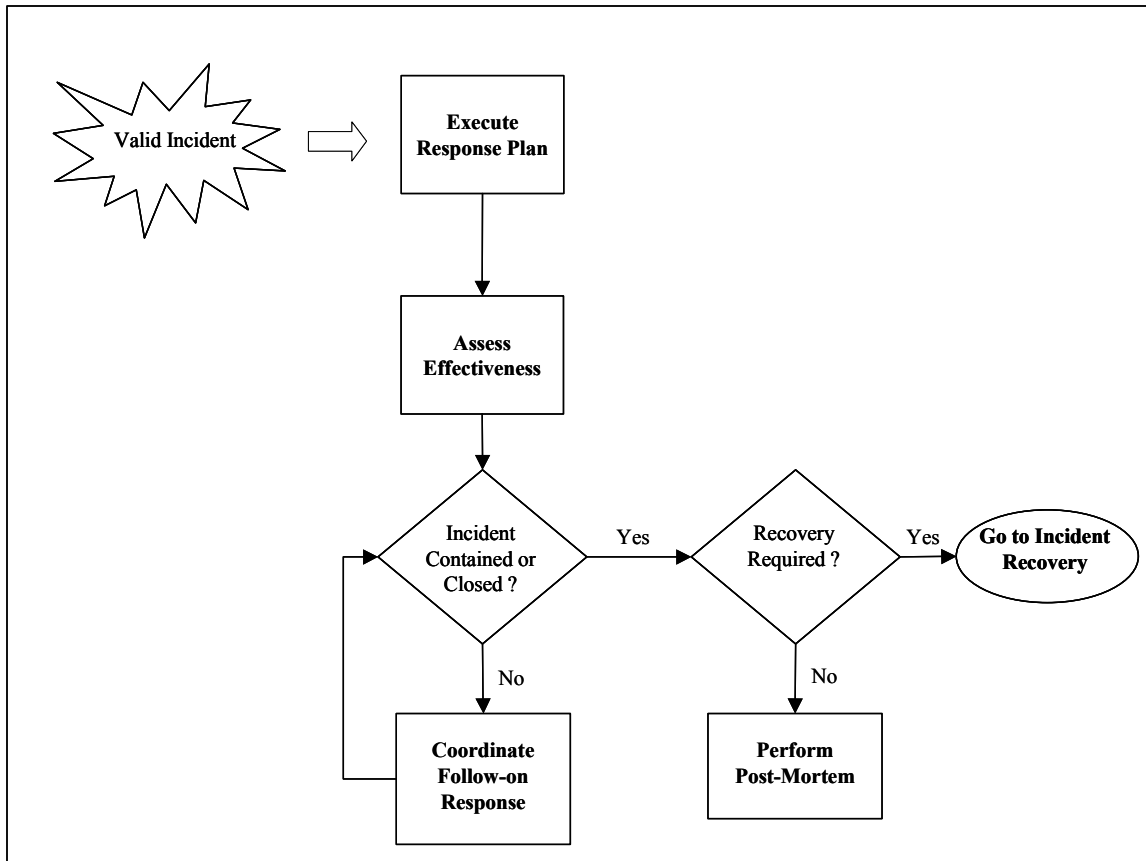 Valid Incident
Execute
Response Plan
Assess
Effectiveness
Incident
Contained or
Closed ?
Yes
Recovery
Required ?
Yes
Go to Incident
Recovery
No
No
Coordinate
Follow-on
Response
Perform
Post-Mortem